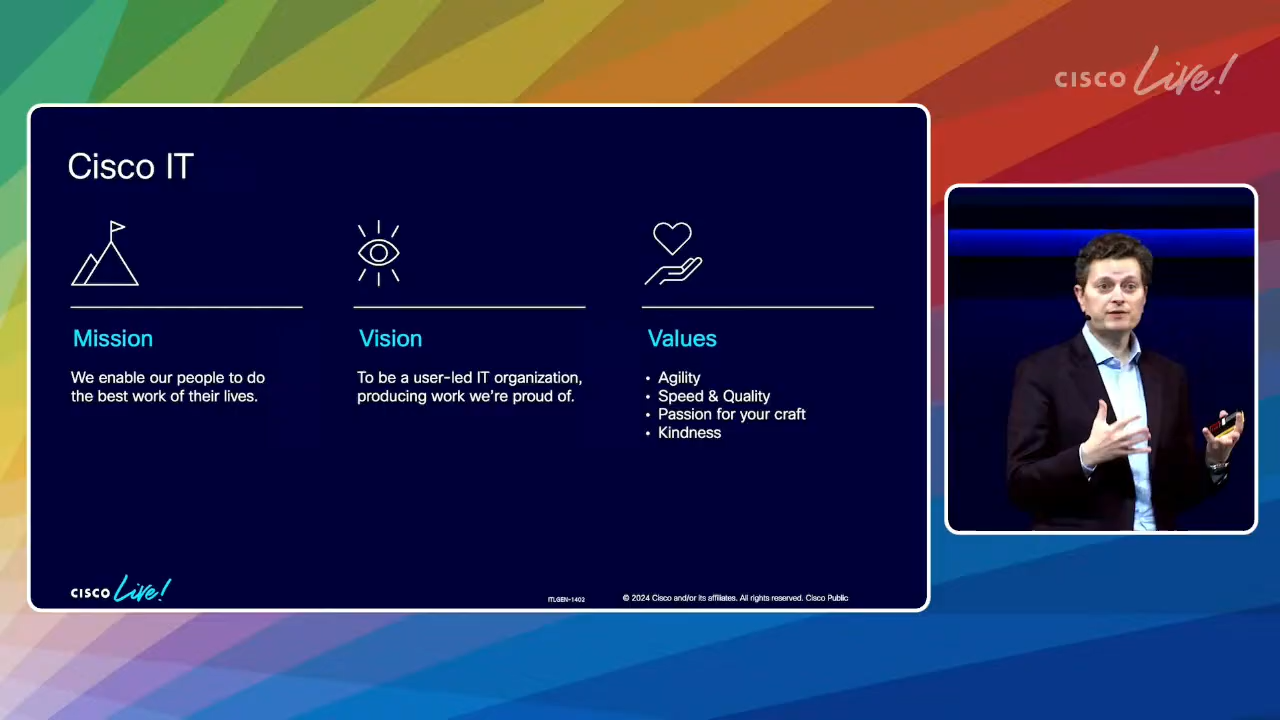 CISCO Live!
Cisco IT
Mission
We enable our people to do
the best work of their lives.
Vision
To be a user-led IT organization,
producing work we're proud of.
Values
• Agility
• Speed & Quality
• Passion for your craft
• Kindness
CISCO Live!
ITLGEN-1402
© 2024 Cisco and/or its affiliates. All rights reserved. Cisco Public